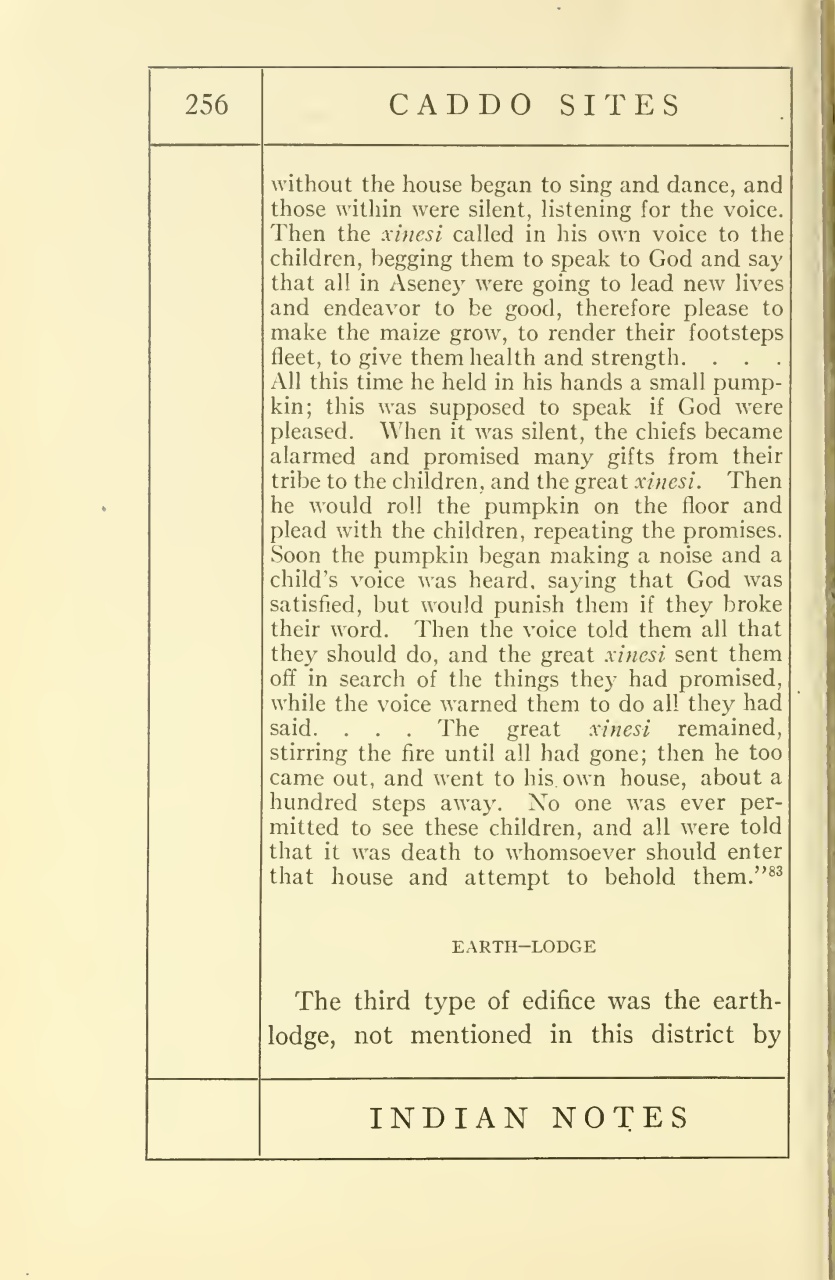 256
CADDO SITES
without the house began to sing and dance, and
those within were silent, listening for the voice.
Then the xinesi called in his own voice to the
children, begging them to speak to God and say
that all in Aseney were going to lead new lives
and endeavor to be good, therefore please to
make the maize grow, to render their footsteps
fleet, to give them health and strength. . . .
All this time he held in his hands a small pump-
kin; this was supposed to speak if God were
pleased. When it was silent, the chiefs became
alarmed and promised many gifts from their
tribe to the children, and the great xinesi. Then
he would roll the pumpkin on the floor and
plead with the children, repeating the promises.
Soon the pumpkin began making a noise and a
child's voice was heard, saying that God was
satisfied, but would punish them if they broke
their word. Then the voice told them all that
they should do, and the great xinesi sent them
off in search of the things they had promised,
while the voice warned them to do all they had
said. . . . The great xinesi remained,
stirring the fire until all had gone; then he too
came out, and went to his own house, about a
hundred steps away. No one was ever per-
mitted to see these children, and all were told
that it was death to whomsoever should enter
that house and attempt to behold them."83
EARTH–LODGE
The third type of edifice was the earth-
lodge, not mentioned in this district by
INDIAN NOTES